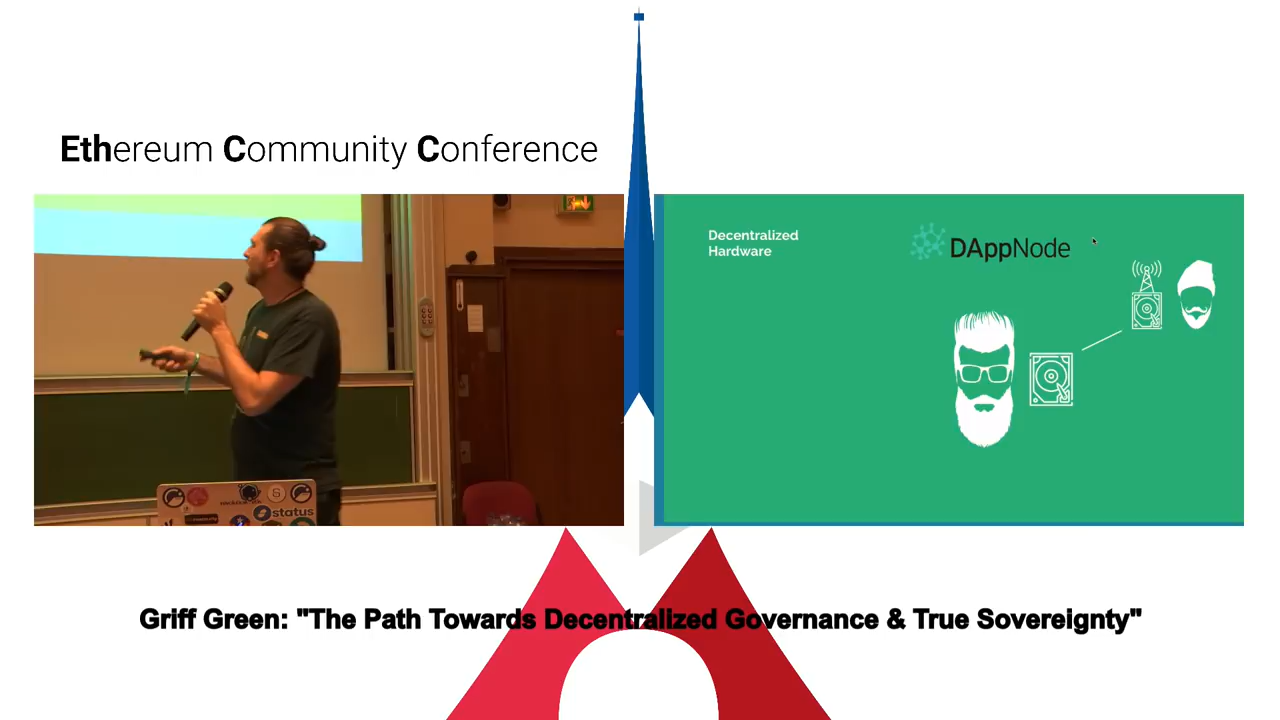 Ethereum Community Conference
Decentralized
Hardware
DAppNode
status
Griff Green: "The Path Towards Decentralized Governance & True Sovereignty"